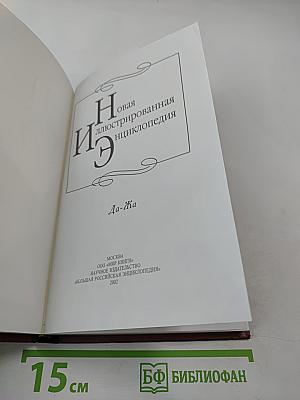 Новая
Иллюстрированная
Энциклопедия
Да-Жа
МОСКВА
ООО «МИР КНИГИ»
НАУЧНОЕ ИЗДАТЕЛЬСТВО
«БОЛЬШАЯ РОССИЙСКАЯ ЭНЦИКЛОПЕДИЯ»
2002
15 см
БФ БИБЛИОФАН